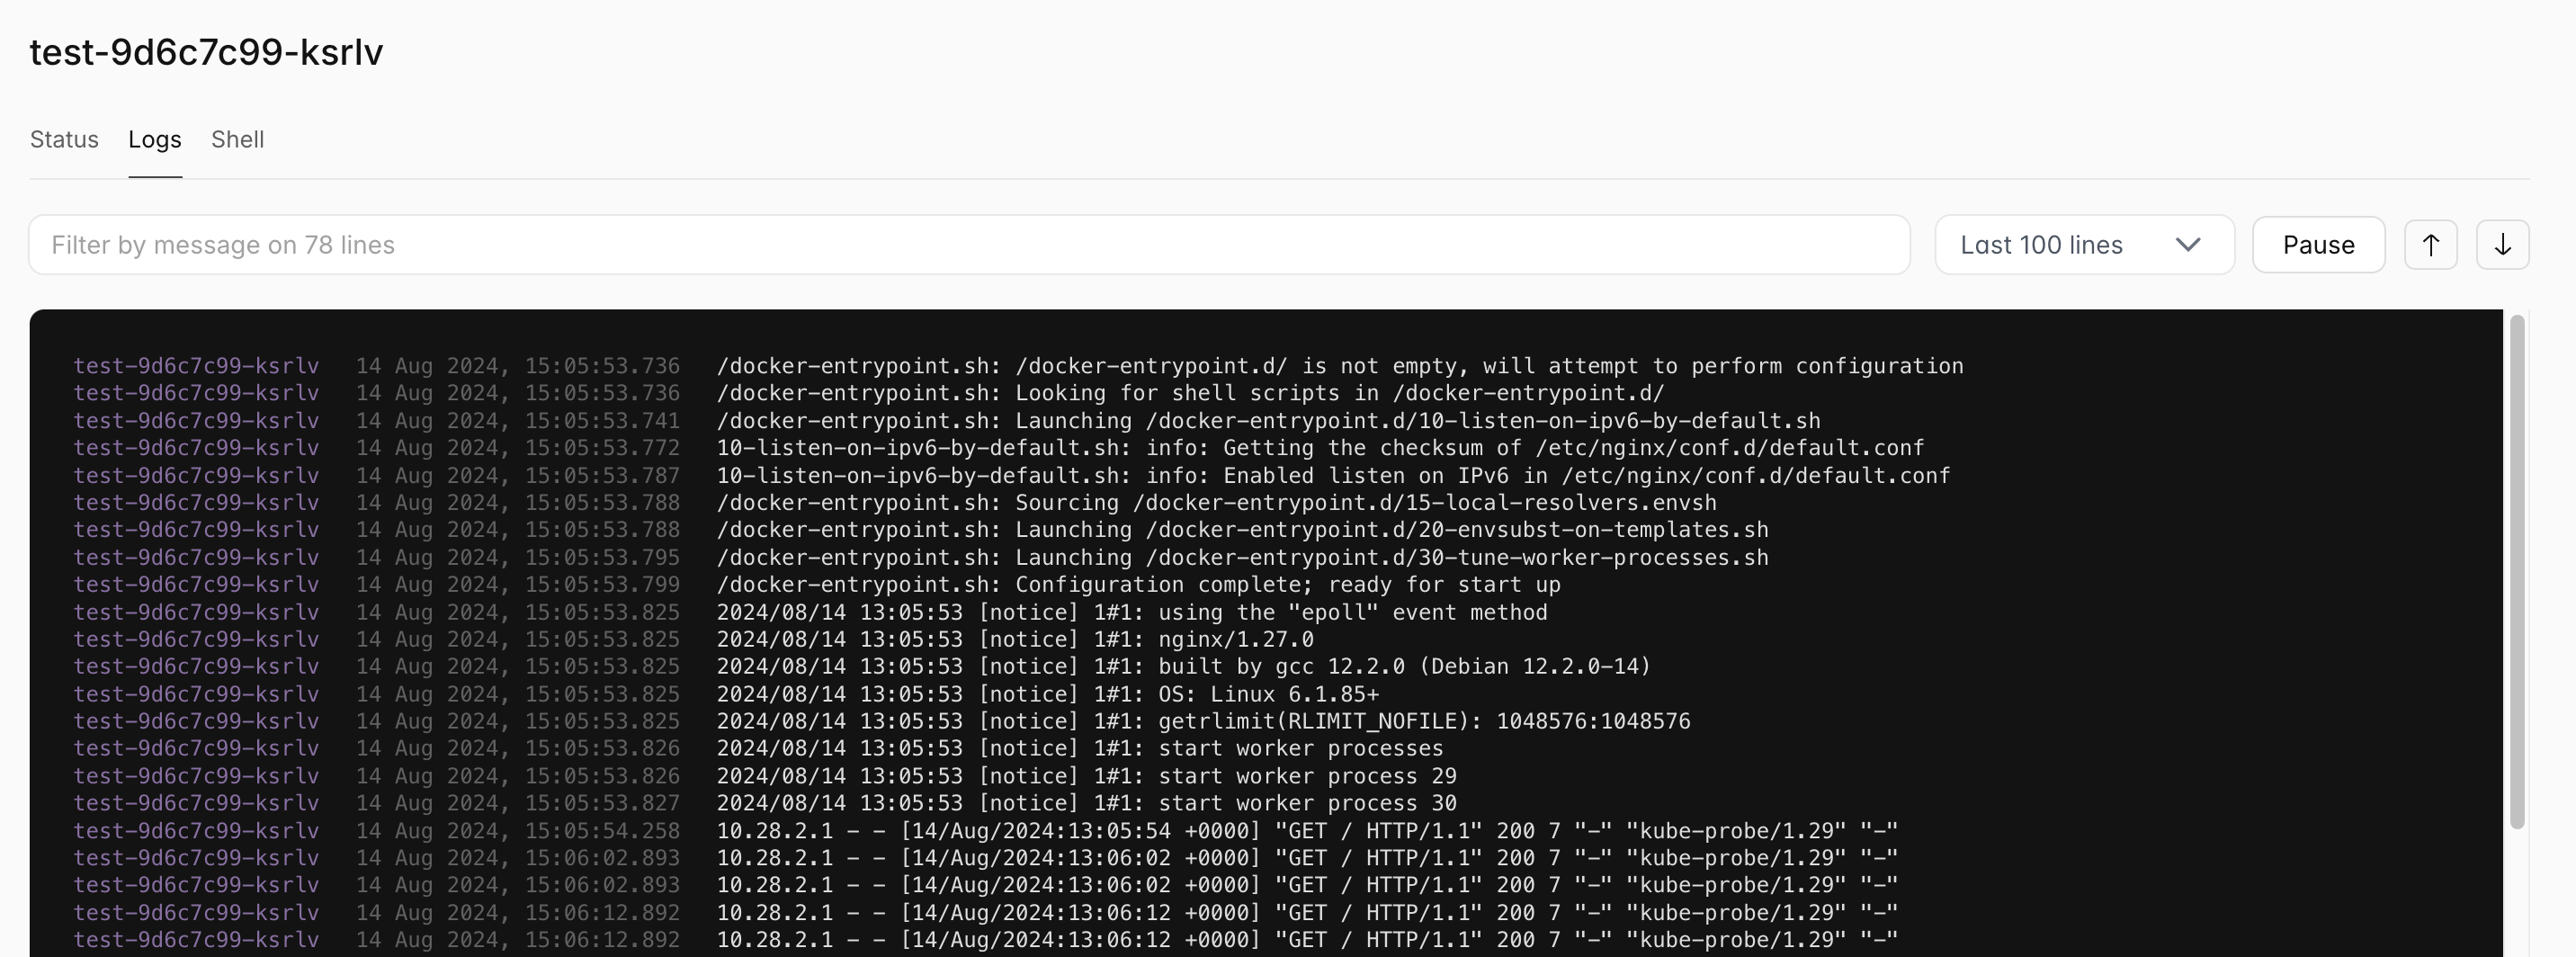 test-9d6c7c99-ksrlv
Status Logs Shell
Filter by message on 78 lines Last 100 lines Pause ↑ ↓
test-9d6c7c99-ksrlv 14 Aug 2024, 15:05:53.736 /docker-entrypoint.sh: /docker-entrypoint.d/ is not empty, will attempt to perform configuration
test-9d6c7c99-ksrlv 14 Aug 2024, 15:05:53.736 /docker-entrypoint.sh: Looking for shell scripts in /docker-entrypoint.d/
test-9d6c7c99-ksrlv 14 Aug 2024, 15:05:53.741 /docker-entrypoint.sh: Launching /docker-entrypoint.d/10-listen-on-ipv6-by-default.sh
test-9d6c7c99-ksrlv 14 Aug 2024, 15:05:53.772 10-listen-on-ipv6-by-default.sh: info: Getting the checksum of /etc/nginx/conf.d/default.conf
test-9d6c7c99-ksrlv 14 Aug 2024, 15:05:53.787 10-listen-on-ipv6-by-default.sh: info: Enabled listen on IPv6 in /etc/nginx/conf.d/default.conf
test-9d6c7c99-ksrlv 14 Aug 2024, 15:05:53.788 /docker-entrypoint.sh: Sourcing /docker-entrypoint.d/15-local-resolvers.envsh
test-9d6c7c99-ksrlv 14 Aug 2024, 15:05:53.788 /docker-entrypoint.sh: Launching /docker-entrypoint.d/20-envsubst-on-templates.sh
test-9d6c7c99-ksrlv 14 Aug 2024, 15:05:53.795 /docker-entrypoint.sh: Launching /docker-entrypoint.d/30-tune-worker-processes.sh
test-9d6c7c99-ksrlv 14 Aug 2024, 15:05:53.799 /docker-entrypoint.sh: Configuration complete; ready for start up
test-9d6c7c99-ksrlv 14 Aug 2024, 15:05:53.825 2024/08/14 13:05:53 [notice] 1#1: using the "epoll" event method
test-9d6c7c99-ksrlv 14 Aug 2024, 15:05:53.825 2024/08/14 13:05:53 [notice] 1#1: nginx/1.27.0
test-9d6c7c99-ksrlv 14 Aug 2024, 15:05:53.825 2024/08/14 13:05:53 [notice] 1#1: built by gcc 12.2.0 (Debian 12.2.0-14)
test-9d6c7c99-ksrlv 14 Aug 2024, 15:05:53.825 2024/08/14 13:05:53 [notice] 1#1: OS: Linux 6.1.85+
test-9d6c7c99-ksrlv 14 Aug 2024, 15:05:53.825 2024/08/14 13:05:53 [notice] 1#1: getrlimit(RLIMIT_NOFILE): 1048576:1048576
test-9d6c7c99-ksrlv 14 Aug 2024, 15:05:53.826 2024/08/14 13:05:53 [notice] 1#1: start worker processes
test-9d6c7c99-ksrlv 14 Aug 2024, 15:05:53.826 2024/08/14 13:05:53 [notice] 1#1: start worker process 29
test-9d6c7c99-ksrlv 14 Aug 2024, 15:05:53.827 2024/08/14 13:05:53 [notice] 1#1: start worker process 30
test-9d6c7c99-ksrlv 14 Aug 2024, 15:05:54.258 10.28.2.1 - - [14/Aug/2024:13:05:54 +0000] "GET / HTTP/1.1" 200 7 "-" "kube-probe/1.29" "-"
test-9d6c7c99-ksrlv 14 Aug 2024, 15:06:02.893 10.28.2.1 - - [14/Aug/2024:13:06:02 +0000] "GET / HTTP/1.1" 200 7 "-" "kube-probe/1.29" "-"
test-9d6c7c99-ksrlv 14 Aug 2024, 15:06:02.893 10.28.2.1 - - [14/Aug/2024:13:06:02 +0000] "GET / HTTP/1.1" 200 7 "-" "kube-probe/1.29" "-"
test-9d6c7c99-ksrlv 14 Aug 2024, 15:06:12.892 10.28.2.1 - - [14/Aug/2024:13:06:12 +0000] "GET / HTTP/1.1" 200 7 "-" "kube-probe/1.29" "-"
test-9d6c7c99-ksrlv 14 Aug 2024, 15:06:12.892 10.28.2.1 - - [14/Aug/2024:13:06:12 +0000] "GET / HTTP/1.1" 200 7 "-" "kube-probe/1.29" "-"